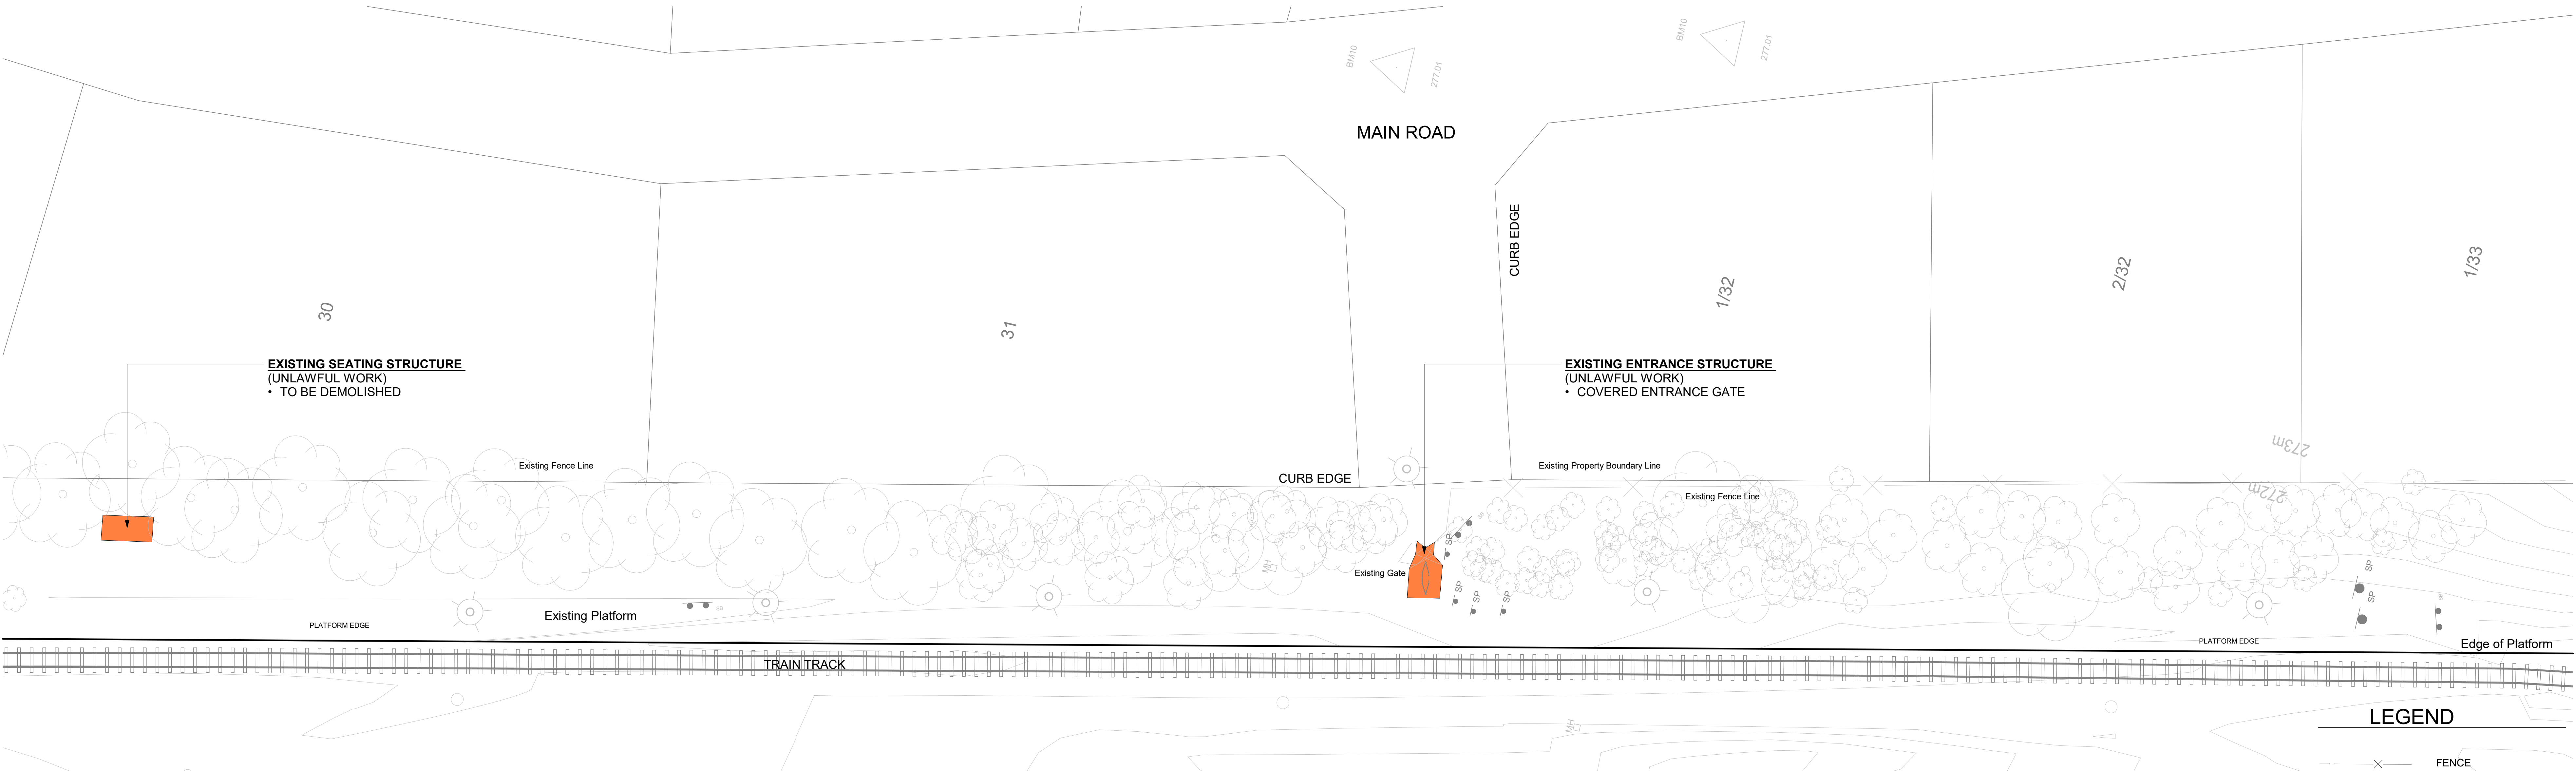 BM10
277.01
BM10
277.01
MAIN ROAD
CURB EDGE
30
31
1/32
2/32
1/33
EXISTING SEATING STRUCTURE
(UNLAWFUL WORK)
• TO BE DEMOLISHED
EXISTING ENTRANCE STRUCTURE
(UNLAWFUL WORK)
• COVERED ENTRANCE GATE
273m
Existing Fence Line
CURB EDGE
Existing Property Boundary Line
Existing Fence Line
272m
SP
MH
Existing Gate
SP
SP
SP
SP
SP
Existing Platform
PLATFORM EDGE
PLATFORM EDGE
Edge of Platform
TRAIN TRACK
MH
LEGEND
FENCE